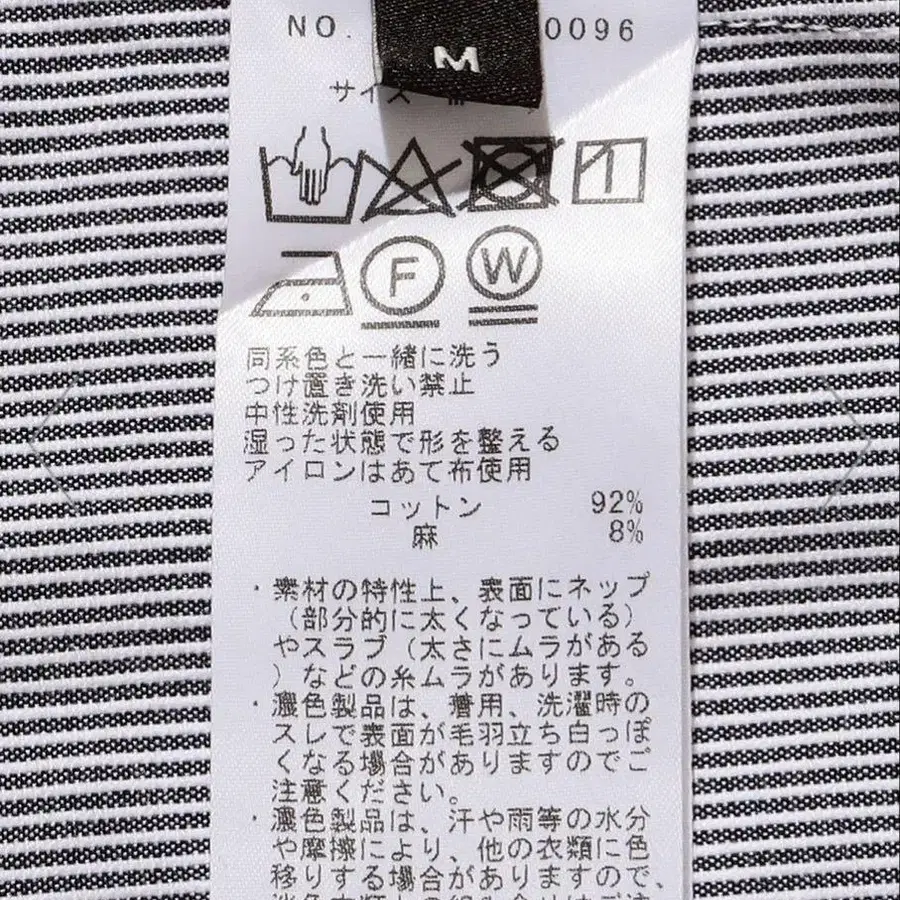 NO.
0096
M
サイズ M
F
W
同系色と一緒に洗う
つけ置き洗い禁止
中性洗剤使用
湿った状態で形を整える
アイロンはあて布使用
コットン 92%
麻 8%
・素材の特性上、表面にネップ
(部分的に太くなっている)
やスラブ(太さにムラがある
)などの糸ムラがあります。
・濃色製品は、着用、洗濯時の
スレで表面が毛羽立ち白っぽ
くなる場合がありますのでご
注意ください。
・濃色製品は、汗や雨等の水分
や摩擦により、他の衣類に色
移りする場合がありますので、